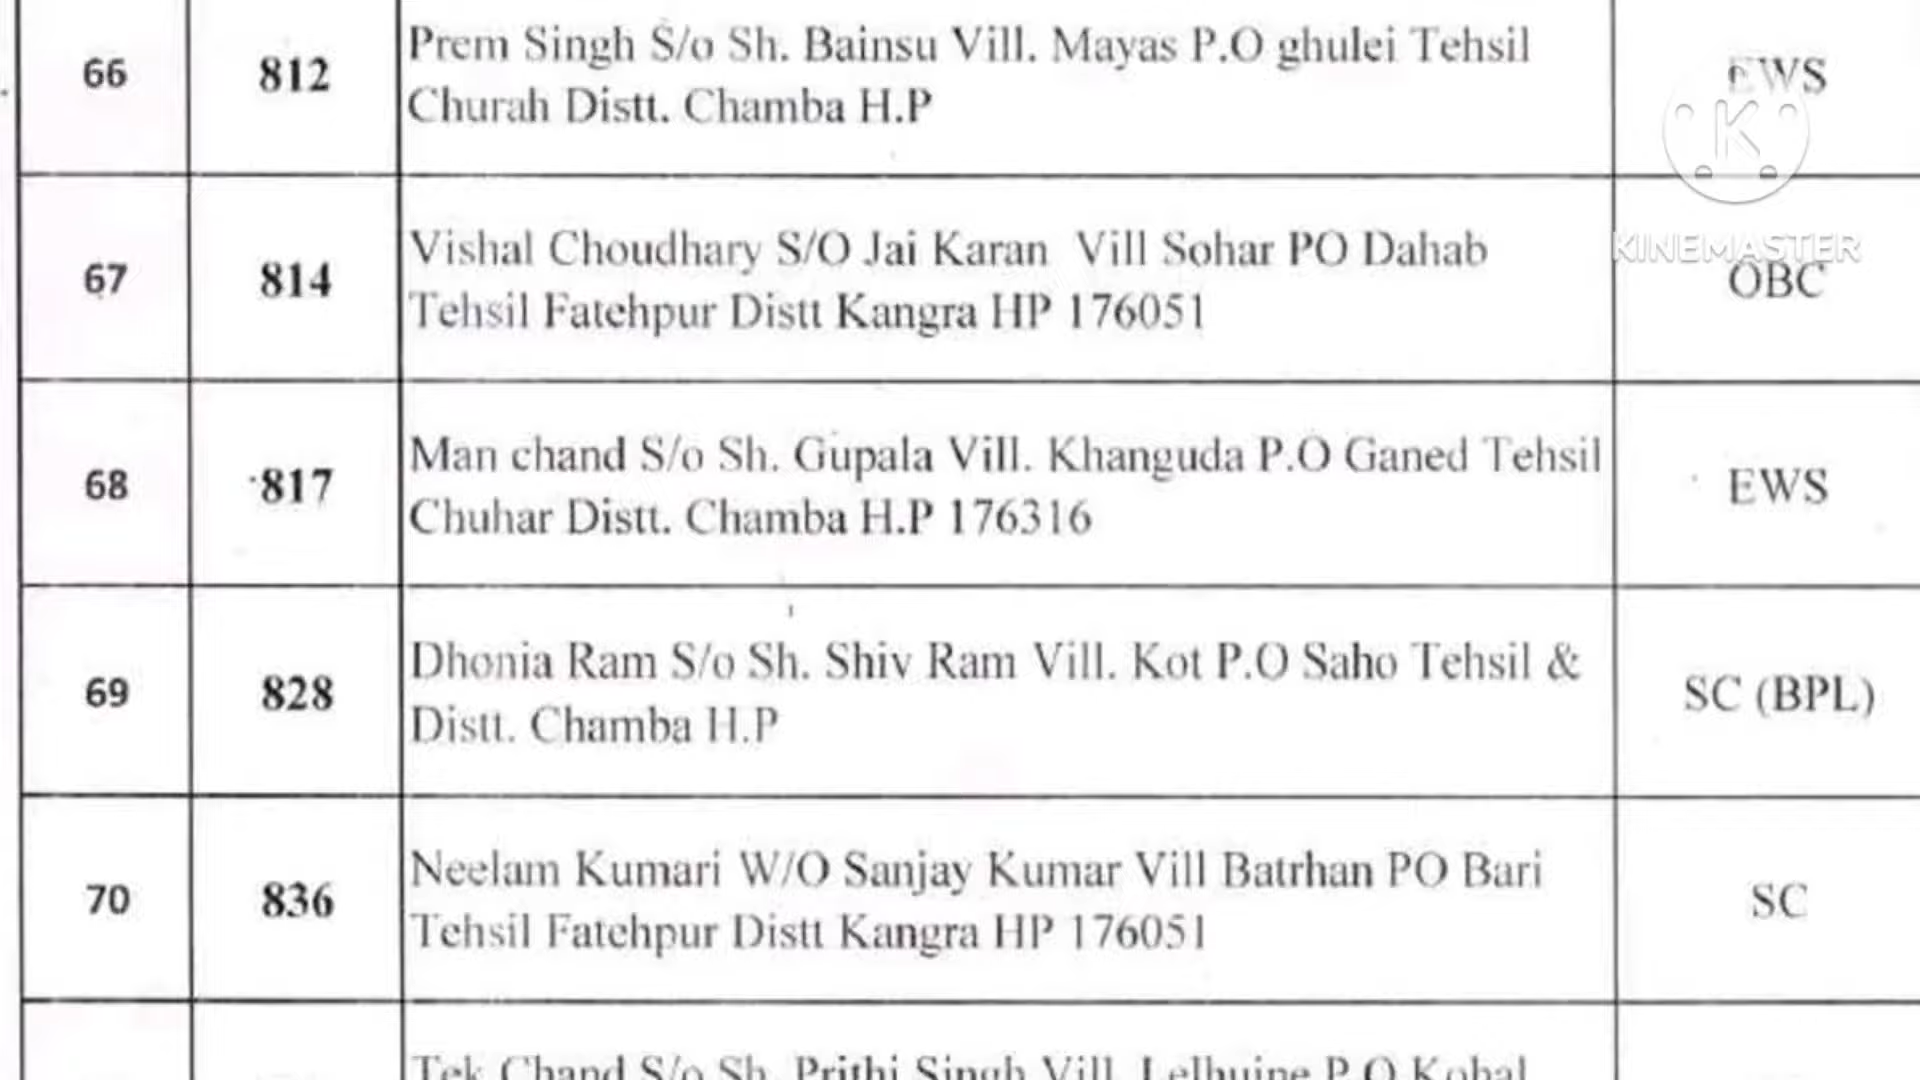 66 812 Prem Singh S/o Sh. Bainsu Vill. Mayas P.O ghulei Tehsil
Churah Distt. Chamba H.P EWS
KINEMASTER
67 814 Vishal Choudhary S/O Jai Karan Vill Sohar PO Dahab
Tehsil Fatehpur Distt Kangra HP 176051 OBC
68 817 Man chand S/o Sh. Gupala Vill. Khanguda P.O Ganed Tehsil
Chuhar Distt. Chamba H.P 176316 EWS
69 828 Dhonia Ram S/o Sh. Shiv Ram Vill. Kot P.O Saho Tehsil &
Distt. Chamba H.P SC (BPL)
70 836 Neelam Kumari W/O Sanjay Kumar Vill Batrhan PO Bari
Tehsil Fatehpur Distt Kangra HP 176051 SC
Tek Chand S/o Sh. Prithi Singh Vill. P.O